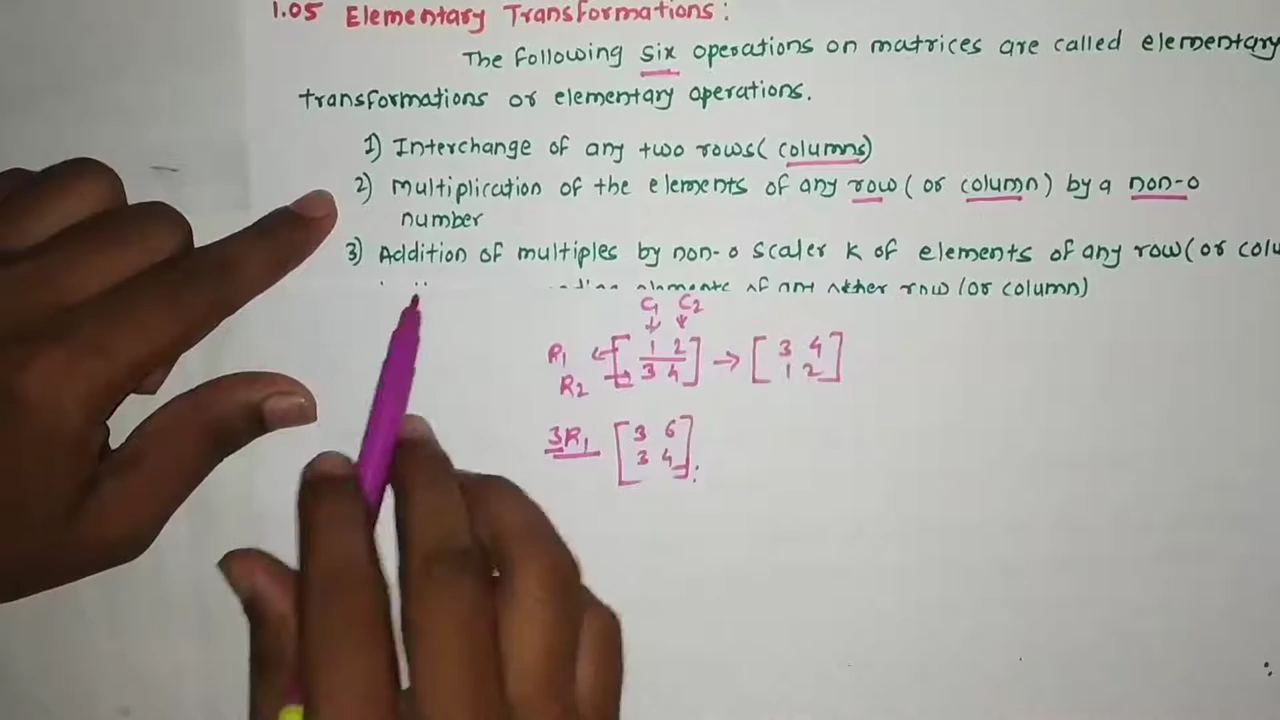 1.05 Elementary Transformations:
The following six operations on matrices are called elementary
transformations or elementary operations.
1) Interchange of any two rows( columns)
2) Multiplication of the elements of any row ( or column ) by a non-0
number
3) Addition of multiples by non-0 scaler k of elements of any row( or colu
of any other row (or column)
C1 C2
R1 [ 1 2 → [ 3 4
R2 3 4 ] 1 2 ]
3R1 [ 3 6
3 4 ].